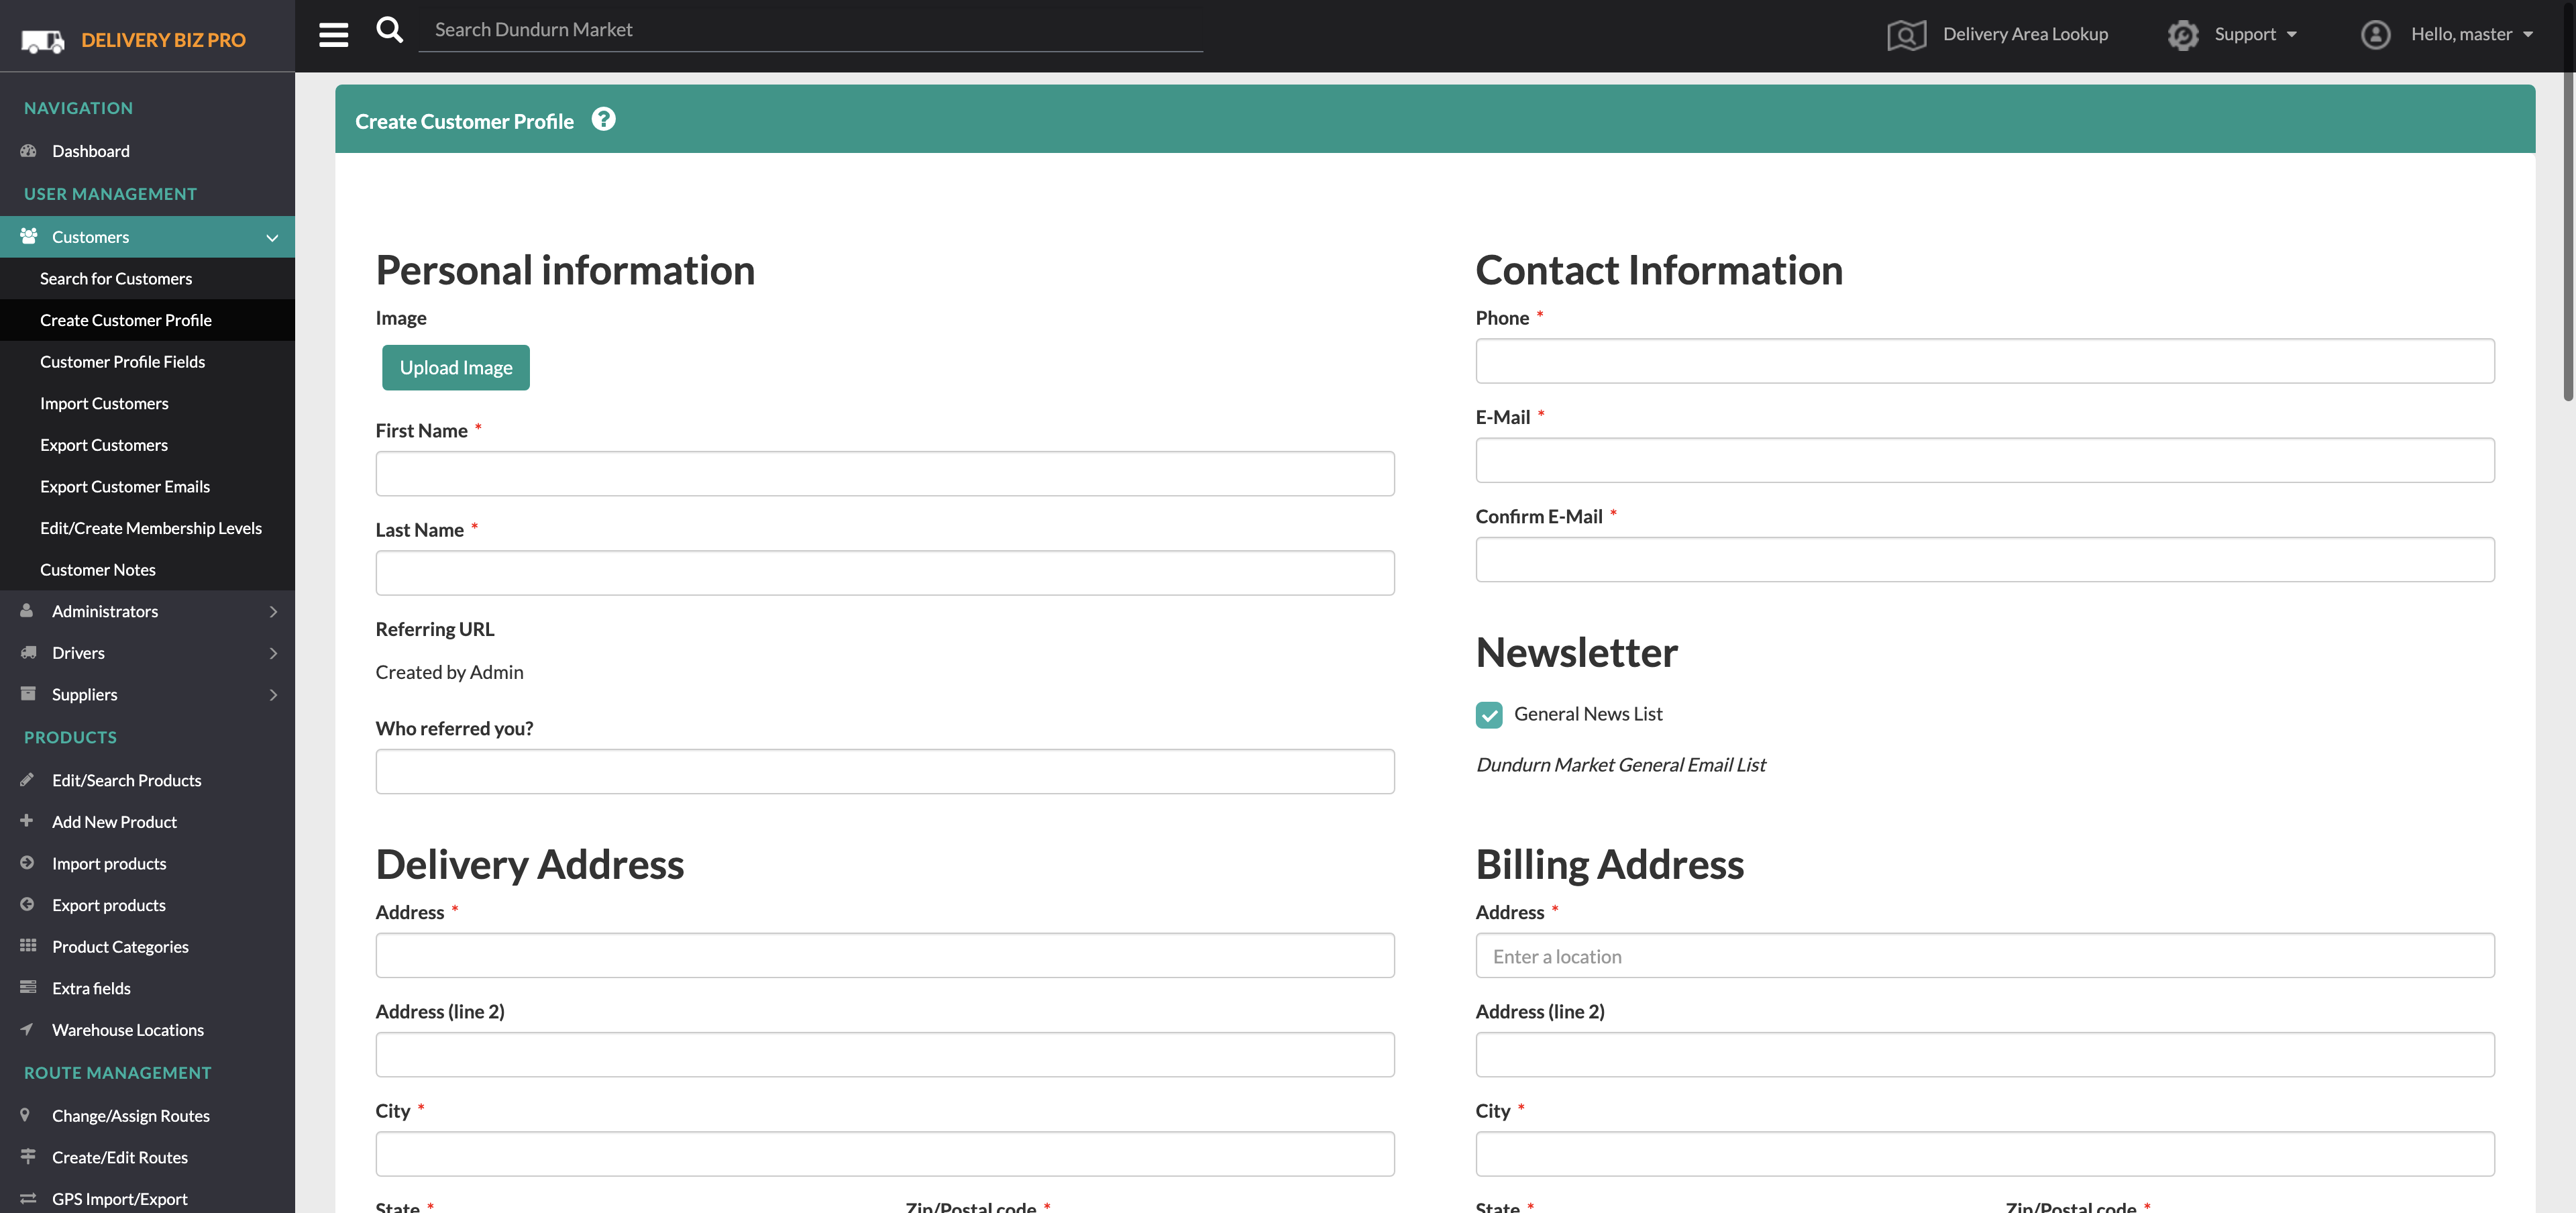 DELIVERY BIZ PRO
Search Dundurn Market
Delivery Area Lookup
Support
Hello, master
NAVIGATION
Dashboard
USER MANAGEMENT
Customers
Search for Customers
Create Customer Profile
Customer Profile Fields
Import Customers
Export Customers
Export Customer Emails
Edit/Create Membership Levels
Customer Notes
Administrators
Drivers
Suppliers
PRODUCTS
Edit/Search Products
Add New Product
Import products
Export products
Product Categories
Extra fields
Warehouse Locations
ROUTE MANAGEMENT
Change/Assign Routes
Create/Edit Routes
GPS Import/Export
Create Customer Profile ?
Personal information
Image
Upload Image
First Name *
Last Name *
Referring URL
Created by Admin
Who referred you?
Contact Information
Phone *
E-Mail *
Confirm E-Mail *
Newsletter
General News List
Dundurn Market General Email List
Delivery Address
Address *
Address (line 2)
City *
State *
Zip/Postal code *
Billing Address
Address *
Enter a location
Address (line 2)
City *
State *
Zip/Postal code *